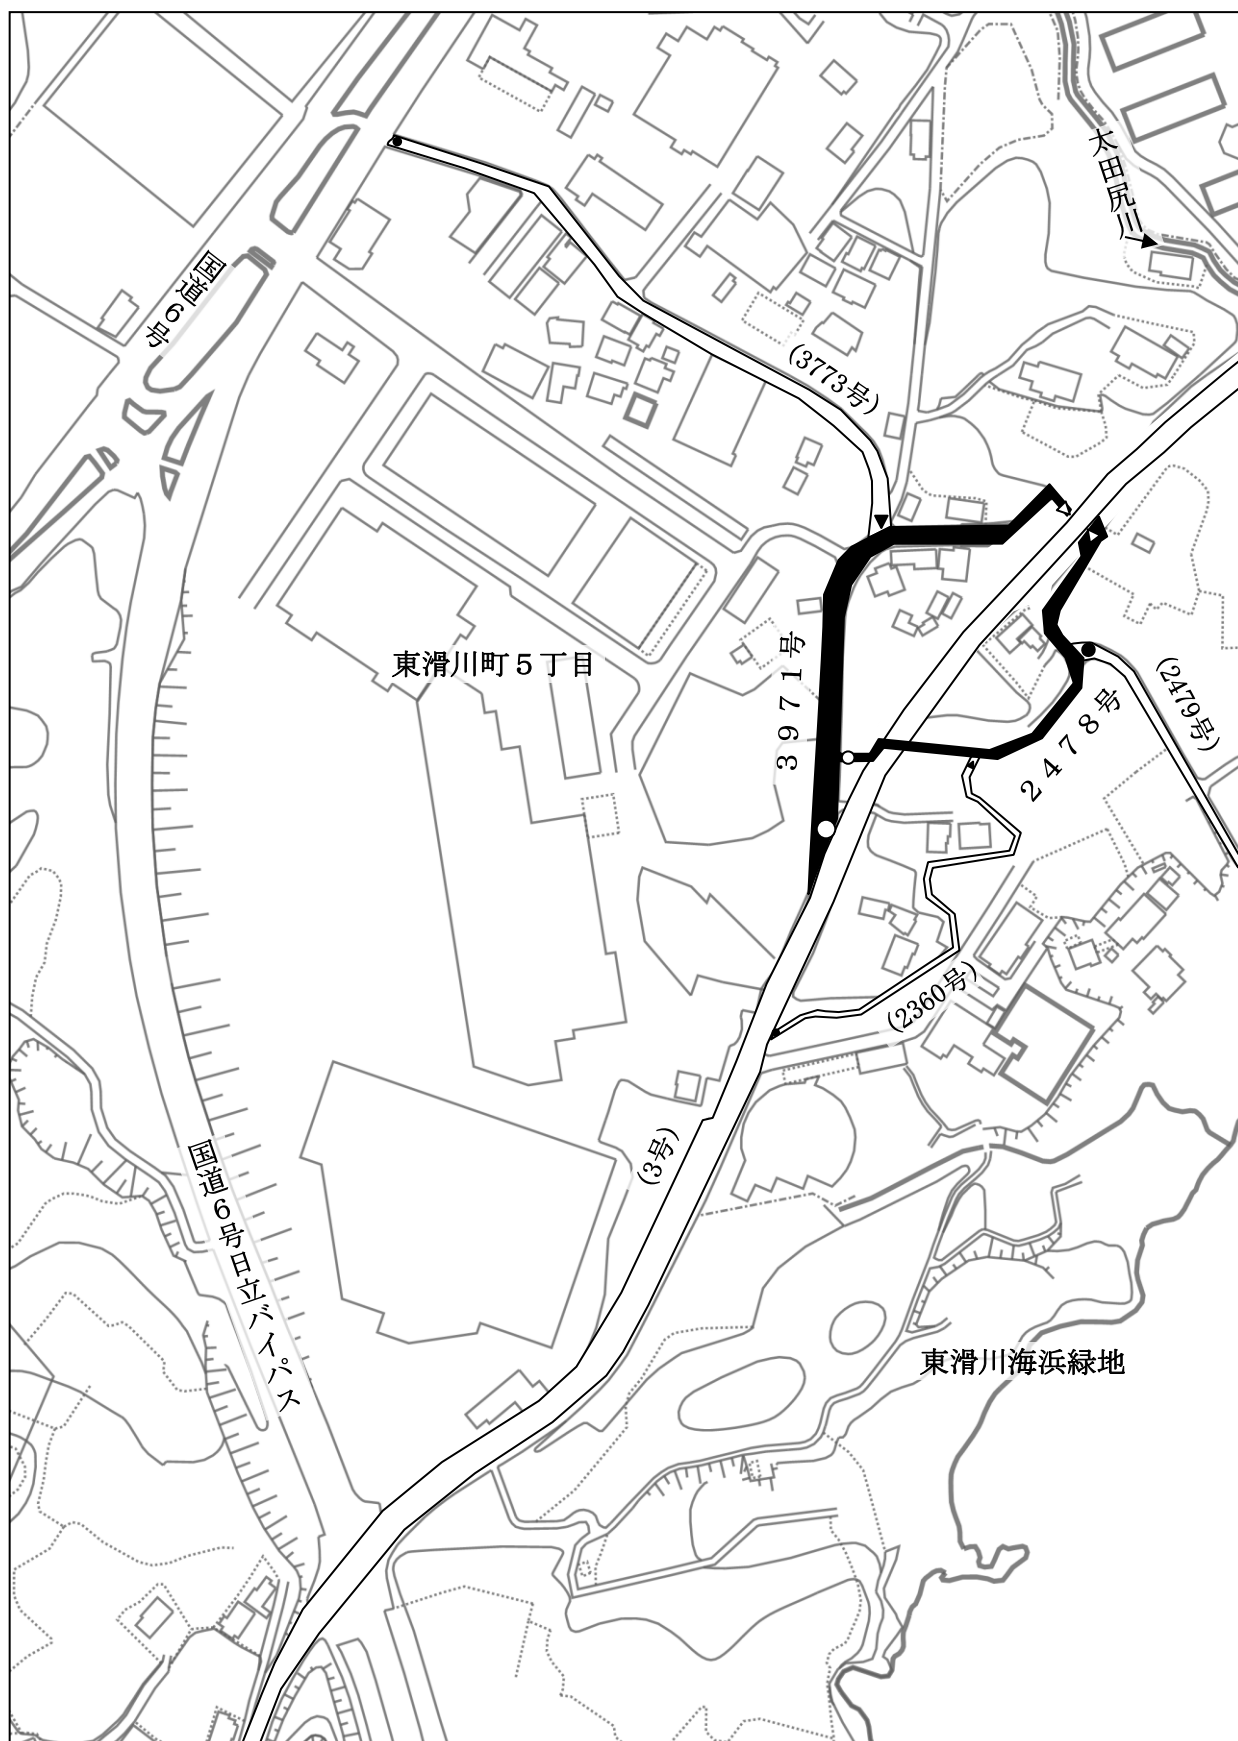 太田尻川
国道6号
(3773号)
東滑川町5丁目
3971号
(2479号)
2478号
(2360号)
(3号)
国道6号日立バイパス
東滑川海浜緑地